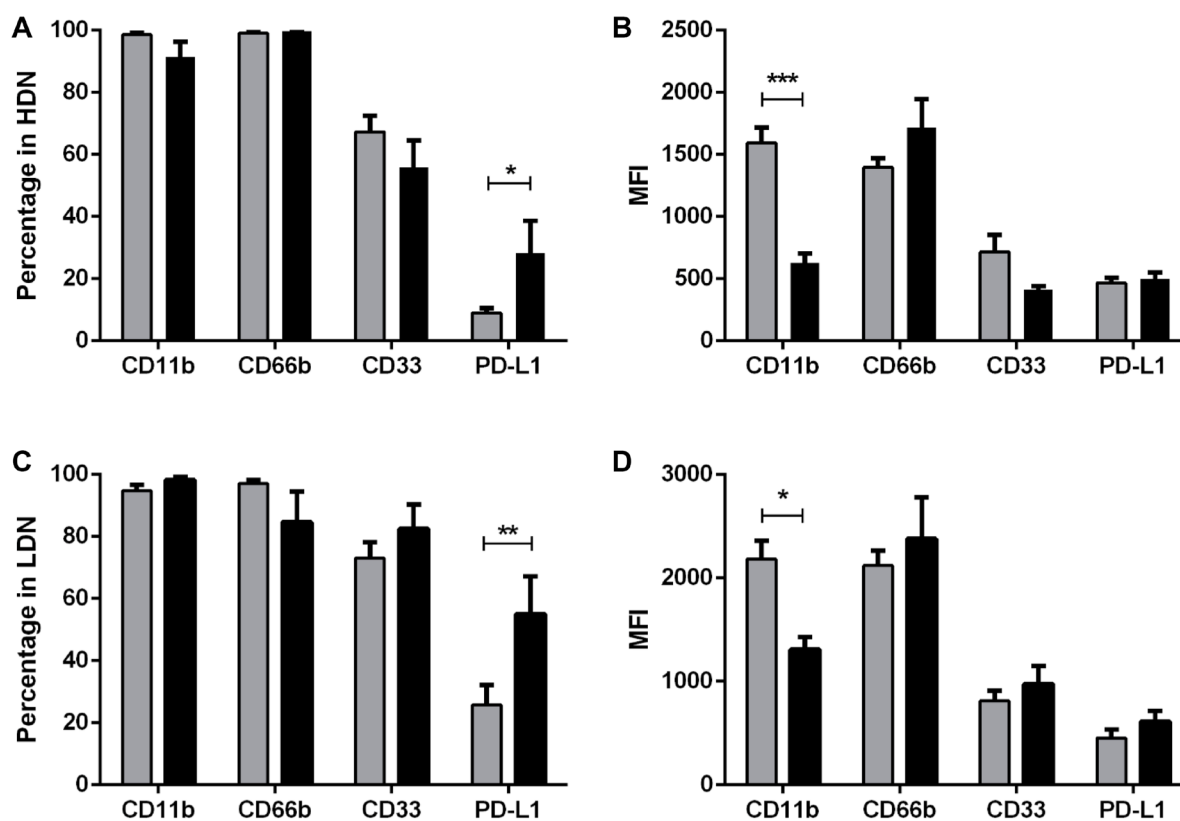 A
Percentage in HDN
100
80
60
40
20
0
*
CD11b CD66b CD33 PD-L1
B
MFI
2500
2000
1500
1000
500
0
***
CD11b CD66b CD33 PD-L1
C
Percentage in LDN
100
80
60
40
20
0
**
CD11b CD66b CD33 PD-L1
D
MFI
3000
2000
1000
0
*
CD11b CD66b CD33 PD-L1